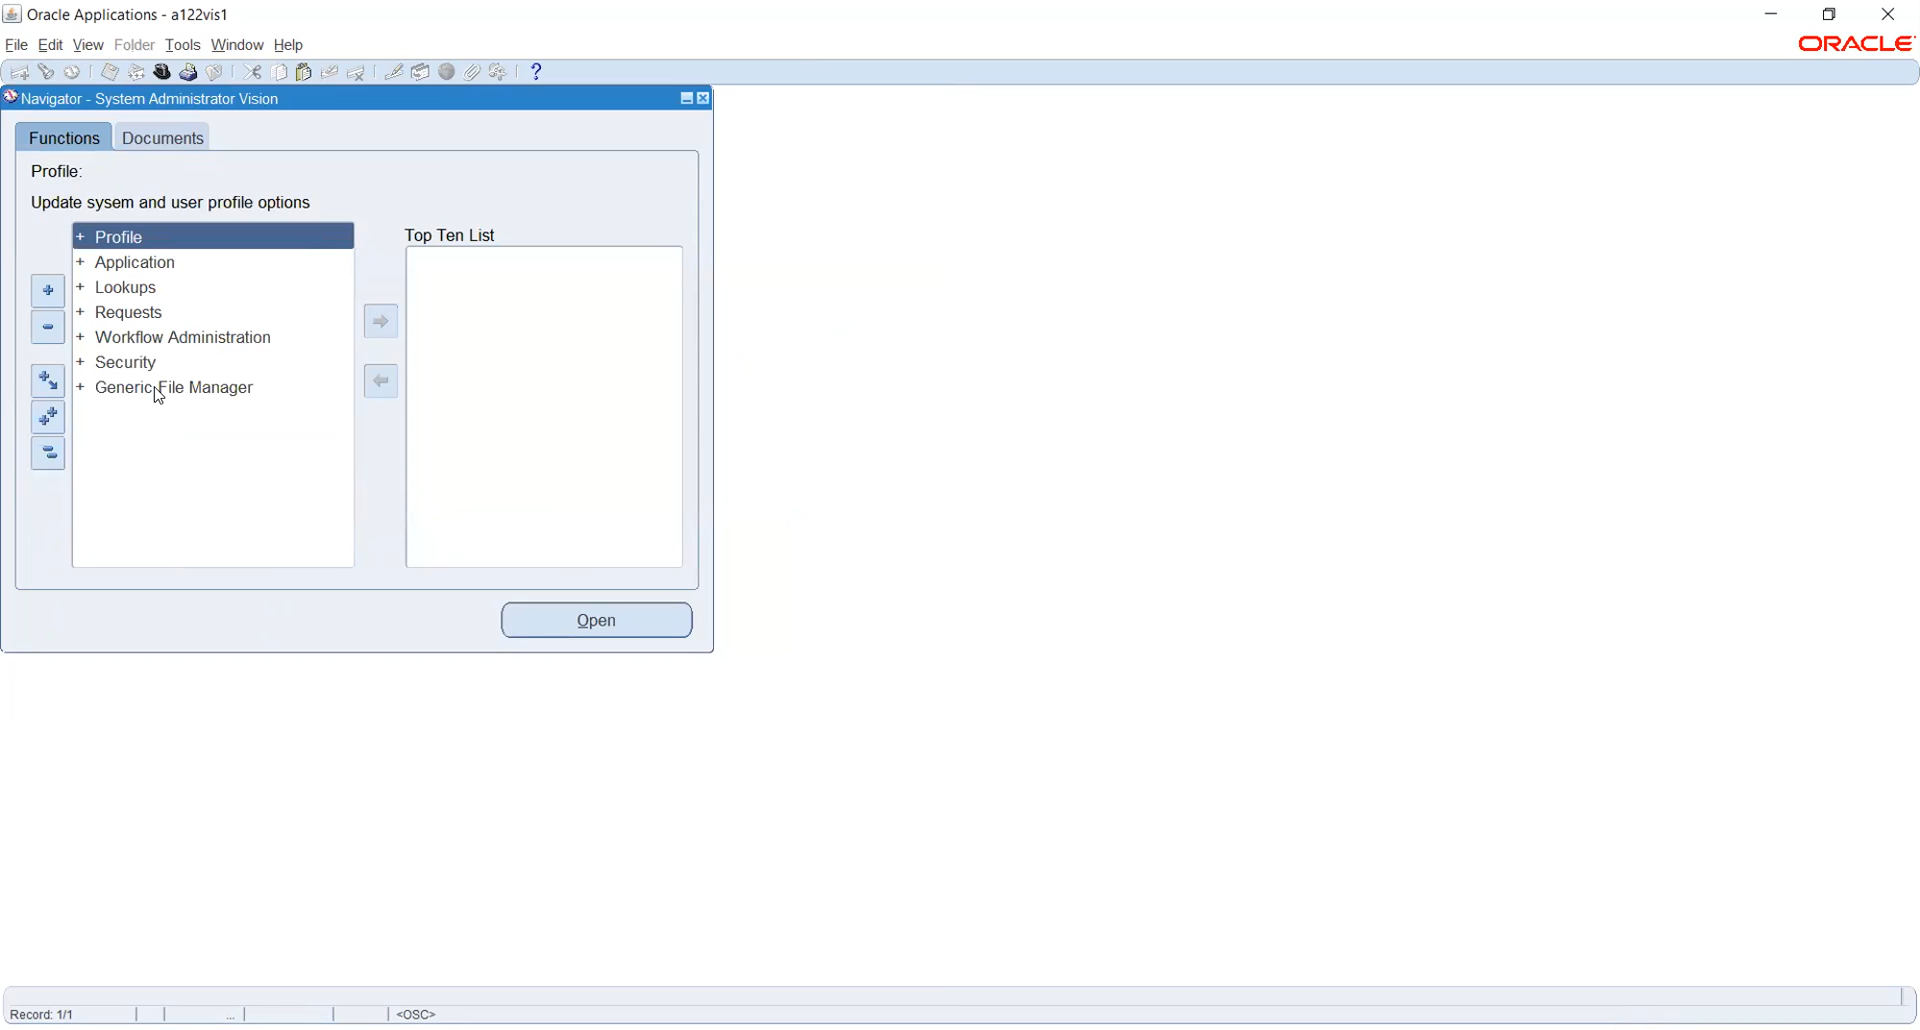 Oracle Applications - a122vis1
File Edit View Folder Tools Window Help
ORACLE
Navigator - System Administrator Vision
Functions Documents
Profile:
Update sysem and user profile options
Top Ten List
+ Profile
+ Application
+ Lookups
+ Requests
+ Workflow Administration
+ Security
+ Generic File Manager
Open
Record: 1/1 ... <OSC>